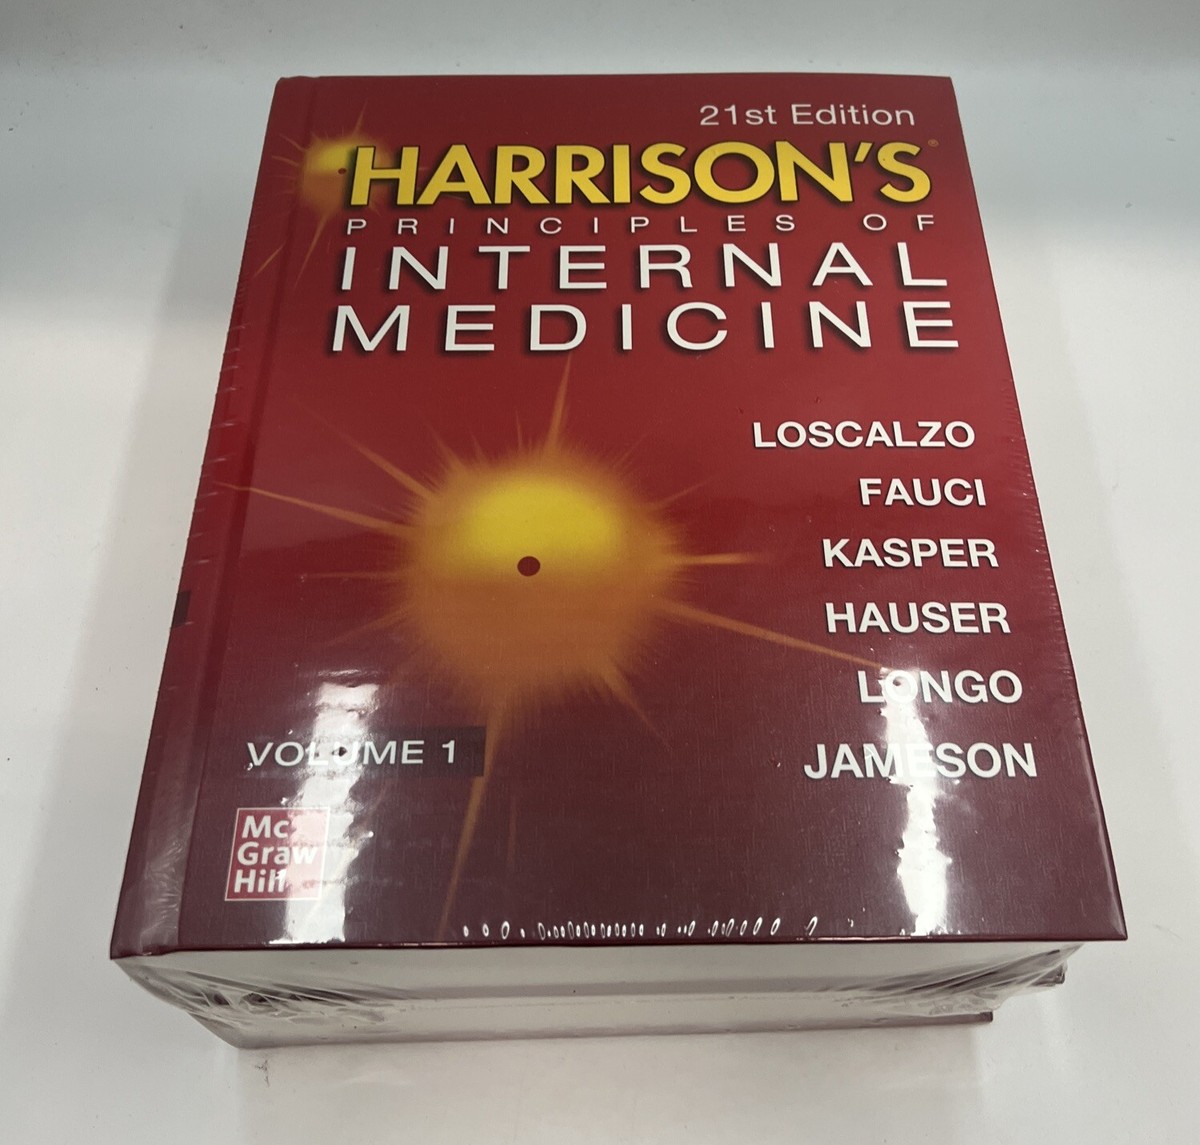 21st Edition
HARRISON'S®
PRINCIPLES OF
INTERNAL
MEDICINE
LOSCALZO
FAUCI
KASPER
HAUSER
LONGO
JAMESON
VOLUME 1
Mc
Graw
Hill